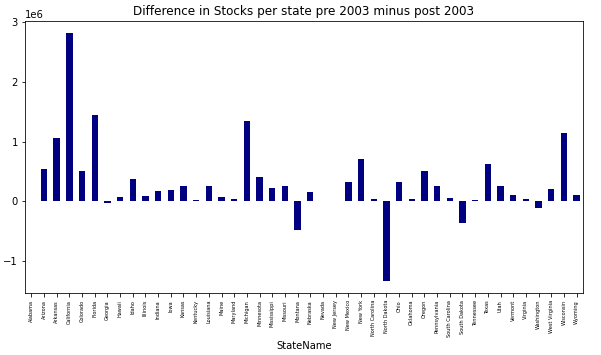 Difference in Stocks per state pre 2003 minus post 2003
1e6
3
2
1
0
−1
Alabama
Arizona
Arkansas
California
Colorado
Florida
Georgia
Hawaii
Idaho
Illinois
Indiana
Iowa
Kansas
Kentucky
Louisiana
Maine
Maryland
Michigan
Minnesota
Mississippi
Missouri
Montana
Nebraska
Nevada
New Jersey
New Mexico
New York
North Carolina
North Dakota
Ohio
Oklahoma
Oregon
Pennsylvania
South Carolina
South Dakota
Tennessee
Texas
Utah
Vermont
Virginia
Washington
West Virginia
Wisconsin
Wyoming
StateName